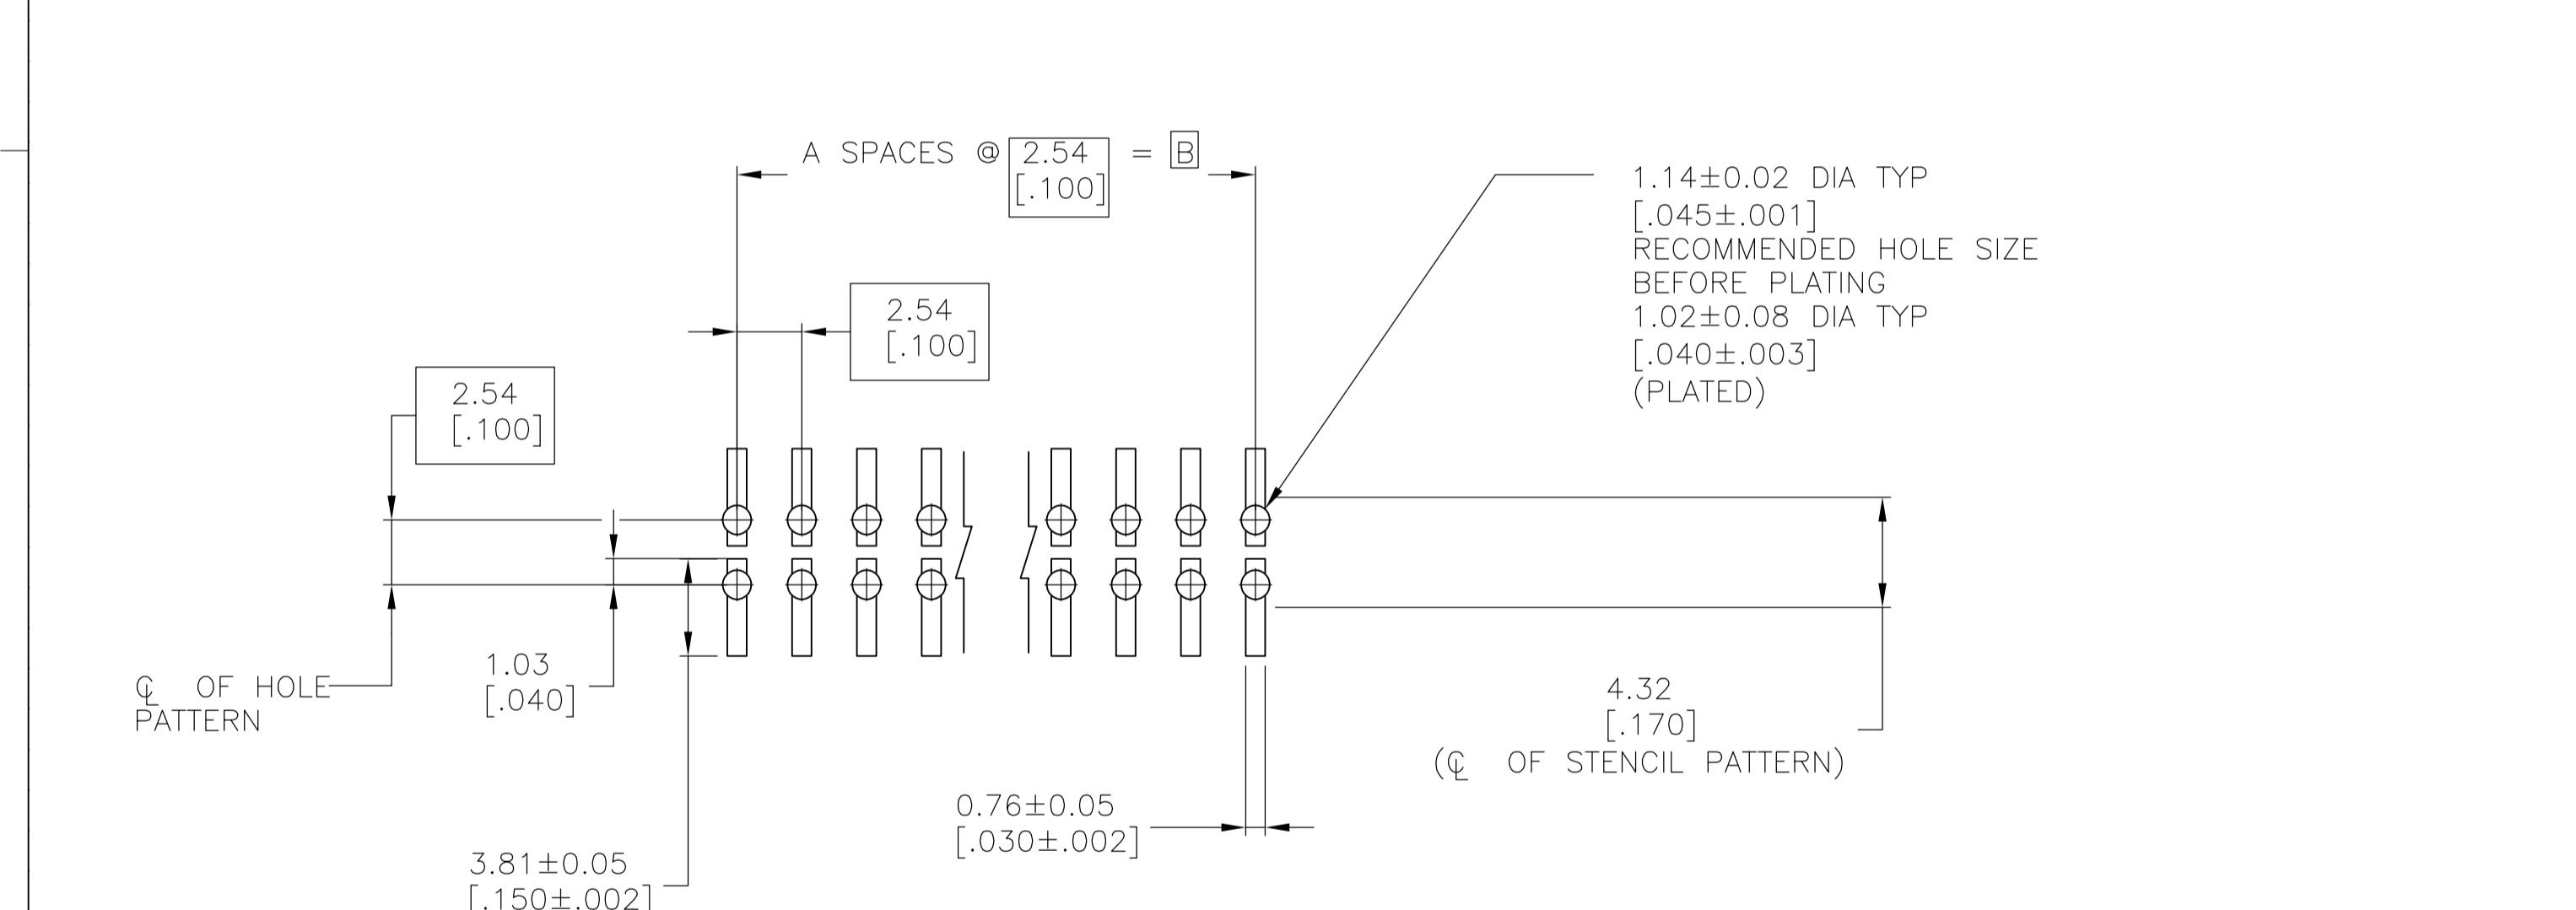 A SPACES @ 2.54 = B
[.100]
1.14±0.02 DIA TYP
[.045±.001]
RECOMMENDED HOLE SIZE
BEFORE PLATING
1.02±0.08 DIA TYP
[.040±.003]
(PLATED)
2.54
[.100]
2.54
[.100]
℄ OF HOLE
PATTERN
1.03
[.040]
4.32
[.170]
(℄ OF STENCIL PATTERN)
0.76±0.05
[.030±.002]
3.81±0.05
[.150±.002]